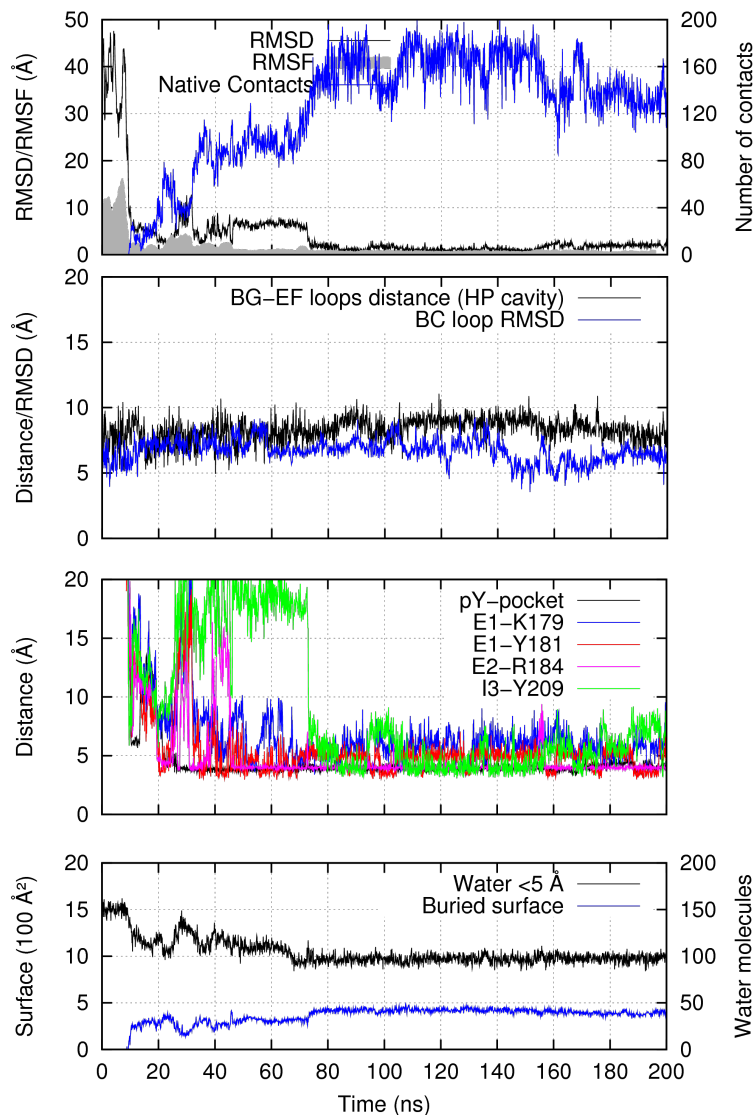 50
40
30
20
10
0
RMSD/RMSF (Å)
RMSD
RMSF
Native Contacts
200
160
120
80
40
0
Number of contacts
20
15
10
5
0
Distance/RMSD (Å)
BG−EF loops distance (HP cavity)
BC loop RMSD
20
15
10
5
0
Distance (Å)
pY−pocket
E1−K179
E1−Y181
E2−R184
I3−Y209
20
15
10
5
0
Surface (100 Å²)
Water <5 Å
Buried surface
200
150
100
50
0
Water molecules
0 20 40 60 80 100 120 140 160 180 200
Time (ns)